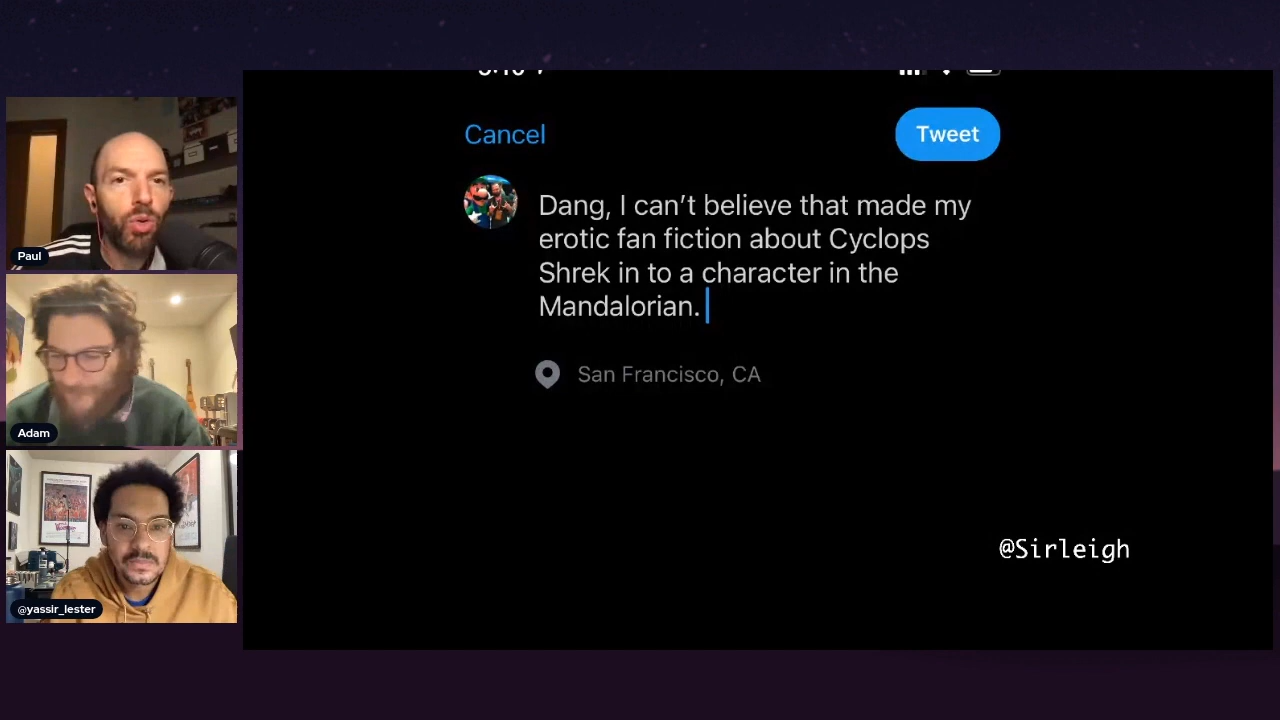 Cancel
Tweet
Dang, I can't believe that made my
erotic fan fiction about Cyclops
Shrek in to a character in the
Mandalorian.
San Francisco, CA
@Sirleigh
Paul
Adam
@yassir_lester